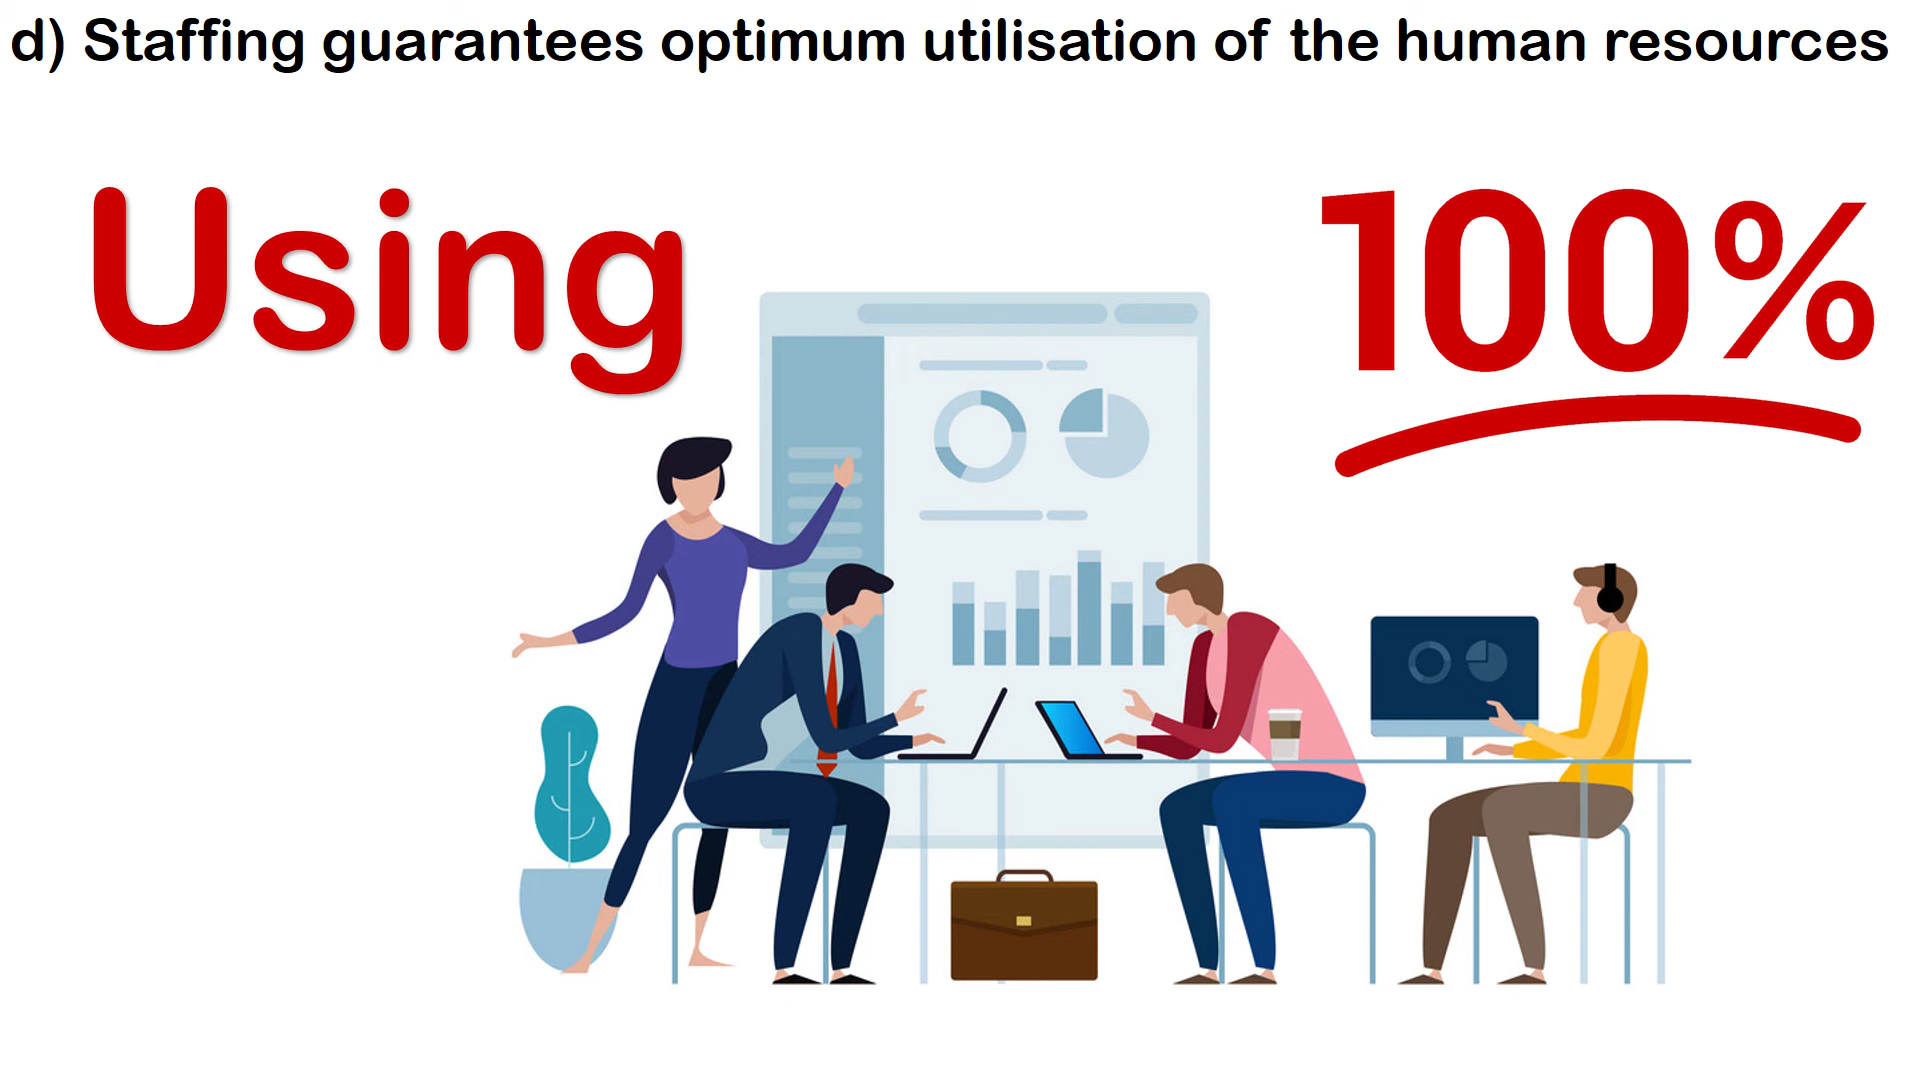 d) Staffing guarantees optimum utilisation of the human resources
Using
100%